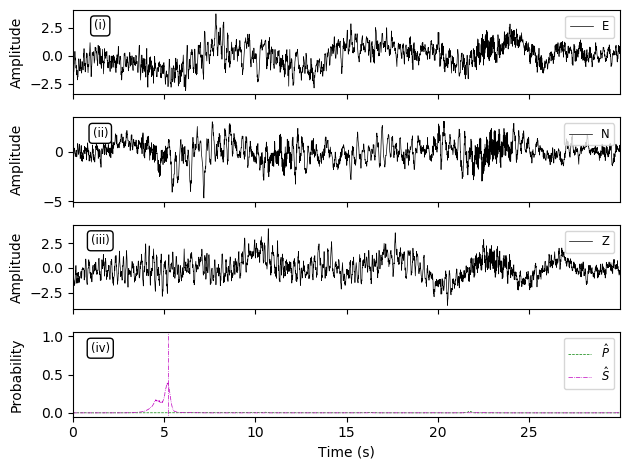 (i)
E
Amplitude
2.5
0.0
−2.5
(ii)
N
Amplitude
0
−5
(iii)
Z
Amplitude
2.5
0.0
−2.5
(iv)
P̂
Ŝ
Probability
1.0
0.5
0.0
0 5 10 15 20 25
Time (s)